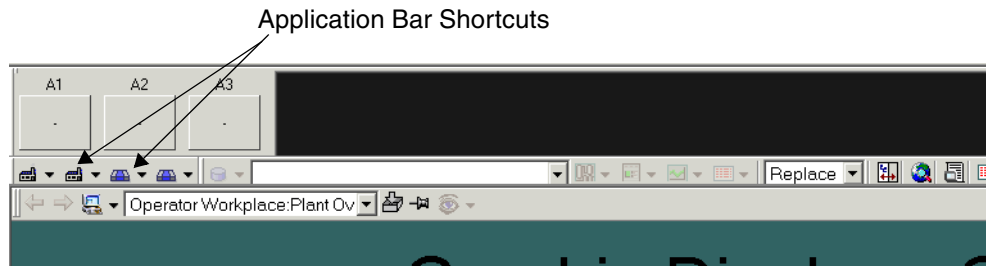 Application Bar Shortcuts
A1 A2 A3
- - -
Replace
Operator Workplace:Plant Ov